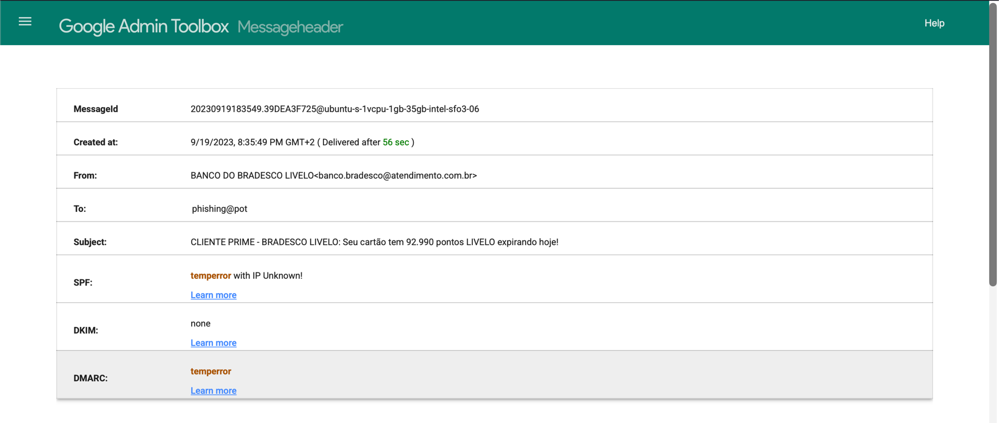 Google Admin Toolbox Messageheader
Help
MessageId 20230919183549.39DEA3F725@ubuntu-s-1vcpu-1gb-35gb-intel-sfo3-06
Created at: 9/19/2023, 8:35:49 PM GMT+2 ( Delivered after 56 sec )
From: BANCO DO BRADESCO LIVELO<banco.bradesco@atendimento.com.br>
To: phishing@pot
Subject: CLIENTE PRIME - BRADESCO LIVELO: Seu cartão tem 92.990 pontos LIVELO expirando hoje!
SPF: temperror with IP Unknown!
Learn more
DKIM: none
Learn more
DMARC: temperror
Learn more